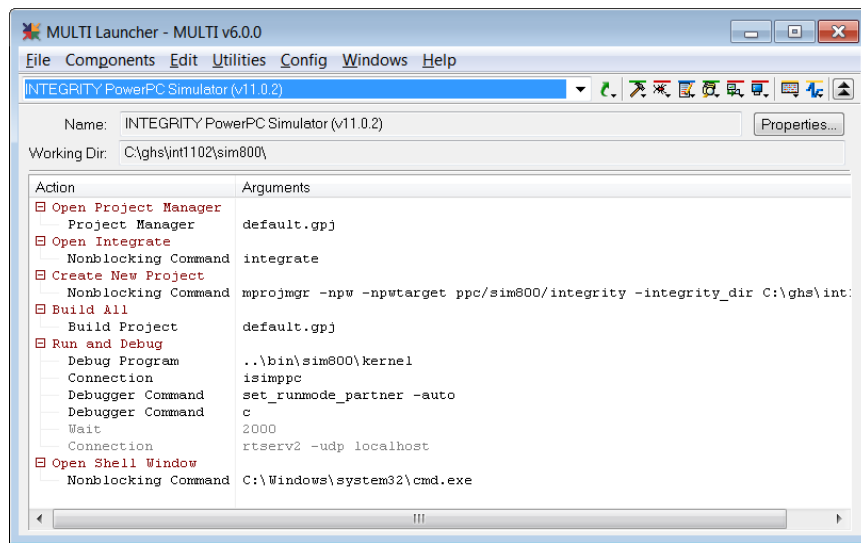 MULTI Launcher - MULTI v6.0.0
File Components Edit Utilities Config Windows Help
INTEGRITY PowerPC Simulator (v11.0.2)
Name: INTEGRITY PowerPC Simulator (v11.0.2) Properties...
Working Dir: C:\ghs\int1102\sim800\
Action Arguments
Open Project Manager
Project Manager default.gpj
Open Integrate
Nonblocking Command integrate
Create New Project
Nonblocking Command mprojmgr -npw -npwtarget ppc/sim800/integrity -integrity_dir C:\ghs\int1
Build All
Build Project default.gpj
Run and Debug
Debug Program ..\bin\sim800\kernel
Connection isimppc
Debugger Command set_runmode_partner -auto
Debugger Command c
Wait 2000
Connection rtserv2 -udp localhost
Open Shell Window
Nonblocking Command C:\Windows\system32\cmd.exe